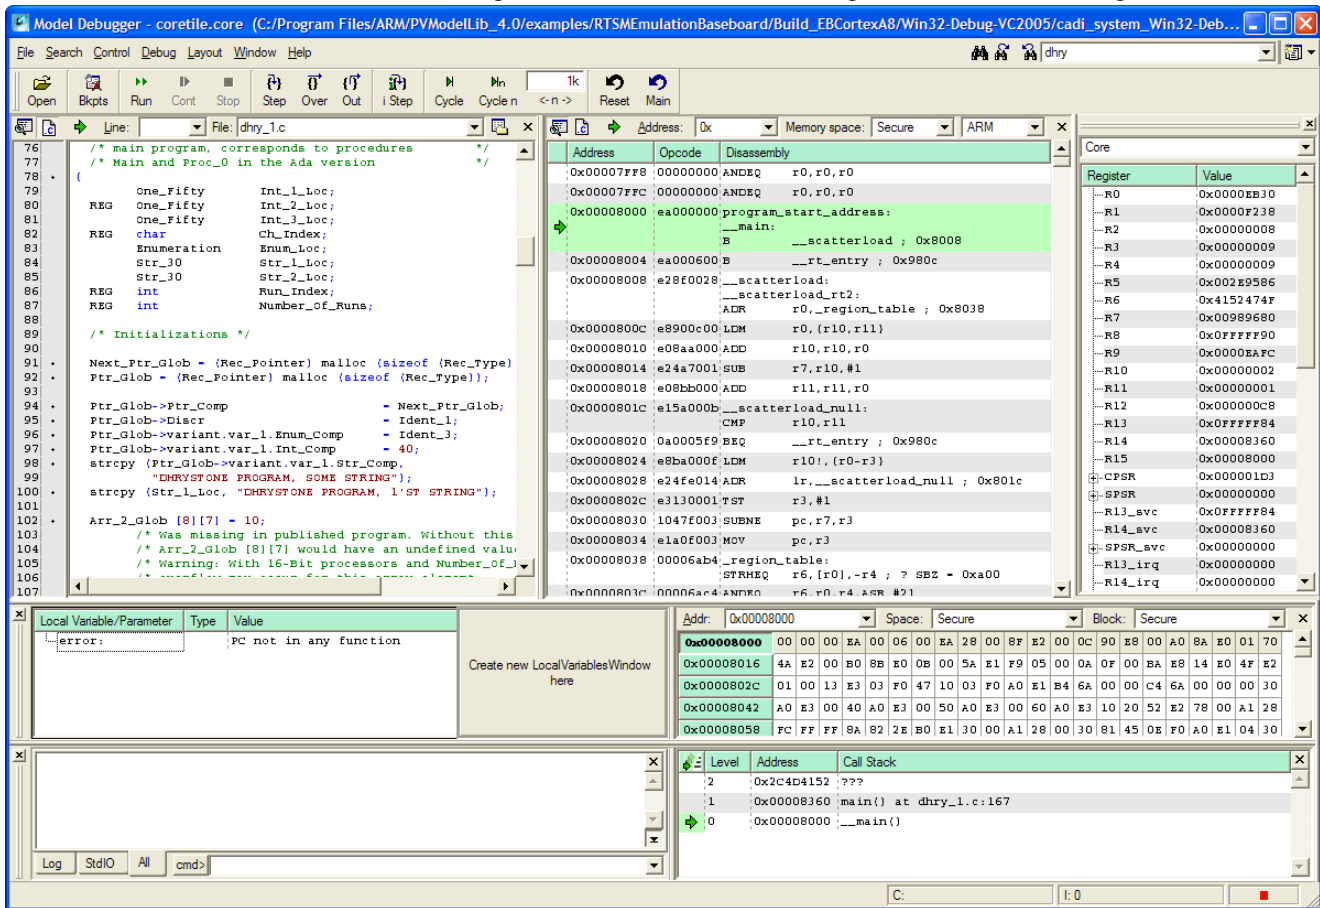 Model Debugger - coretile.core (C:/Program Files/ARM/PVModelLib_4.0/examples/RTSMEmulationBaseboard/Build_EBCortexA8/Win32-Debug-VC2005/cadi_system_Win32-Deb...
File Search Control Debug Layout Window Help
dhry
Open Bkpts Run Cont Stop Step Over Out i Step Cycle Cycle n <- n -> 1k Reset Main
Line: File: dhry_1.c
76 /* main program, corresponds to procedures */
77 /* Main and Proc_0 in the Ada version */
78 {
79 One_Fifty Int_1_Loc;
80 REG One_Fifty Int_2_Loc;
81 One_Fifty Int_3_Loc;
82 REG char Ch_Index;
83 Enumeration Enum_Loc;
84 Str_30 Str_1_Loc;
85 Str_30 Str_2_Loc;
86 REG int Run_Index;
87 REG int Number_Of_Runs;
88
89 /* Initializations */
90
91 Next_Ptr_Glob = (Rec_Pointer) malloc (sizeof (Rec_Type)
92 Ptr_Glob = (Rec_Pointer) malloc (sizeof (Rec_Type));
93
94 Ptr_Glob->Ptr_Comp = Next_Ptr_Glob;
95 Ptr_Glob->Discr = Ident_1;
96 Ptr_Glob->variant.var_1.Enum_Comp = Ident_3;
97 Ptr_Glob->variant.var_1.Int_Comp = 40;
98 strcpy (Ptr_Glob->variant.var_1.Str_Comp,
99 "DHRYSTONE PROGRAM, SOME STRING");
100 strcpy (Str_1_Loc, "DHRYSTONE PROGRAM, 1'ST STRING");
101
102 Arr_2_Glob [8][7] = 10;
103 /* Was missing in published program. Without this
104 /* Arr_2_Glob [8][7] would have an undefined valu
105 /* Warning: With 16-Bit processors and Number_Of_
106 /* overflow may occur for this array element
107
Address: 0x Memory space: Secure ARM
Address Opcode Disassembly
0x00007FF8 00000000 ANDEQ r0,r0,r0
0x00007FFC 00000000 ANDEQ r0,r0,r0
0x00008000 ea000000 program_start_address:
__main:
B __scatterload ; 0x8008
0x00008004 ea000600 B __rt_entry ; 0x980c
0x00008008 e28f0028 __scatterload:
__scatterload_rt2:
ADR r0,_region_table ; 0x8038
0x0000800C e8900c00 LDM r0,{r10,r11}
0x00008010 e08aa000 ADD r10,r10,r0
0x00008014 e24a7001 SUB r7,r10,#1
0x00008018 e08bb000 ADD r11,r11,r0
0x0000801C e15a000b __scatterload_null:
CMP r10,r11
0x00008020 0a0005f9 BEQ __rt_entry ; 0x980c
0x00008024 e8ba000f LDM r10!,{r0-r3}
0x00008028 e24fe014 ADR lr,__scatterload_null ; 0x801c
0x0000802C e3130001 TST r3,#1
0x00008030 1047f003 SUBNE pc,r7,r3
0x00008034 e1a0f003 MOV pc,r3
0x00008038 00006ab4 _region_table:
STRHEQ r6,[r0],-r4 ; ? SBZ = 0xa00
0x0000803C 00006ac4 ANDEQ r6,r0,r4,ASR #21
Core
Register Value
R0 0x0000EB30
R1 0x0000F238
R2 0x00000008
R3 0x00000009
R4 0x00000009
R5 0x002E9586
R6 0x4152474F
R7 0x00989680
R8 0x0FFFFF90
R9 0x0000EAFC
R10 0x00000002
R11 0x00000001
R12 0x000000C8
R13 0x0FFFFF84
R14 0x00008360
R15 0x00008000
CPSR 0x000001D3
SPSR 0x00000000
R13_svc 0x0FFFFF84
R14_svc 0x00008360
SPSR_svc 0x00000000
R13_irq 0x00000000
R14_irq 0x00000000
Local Variable/Parameter Type Value
error: PC not in any function
Create new LocalVariablesWindow
here
Addr: 0x00008000 Space: Secure Block: Secure
0x00008000 00 00 00 EA 00 06 00 EA 28 00 8F E2 00 0C 90 E8 00 A0 8A E0 01 70
0x00008016 4A E2 00 B0 8B E0 0B 00 5A E1 F9 05 00 0A 0F 00 BA E8 14 E0 4F E2
0x0000802C 01 00 13 E3 03 F0 47 10 03 F0 A0 E1 B4 6A 00 00 C4 6A 00 00 00 30
0x00008042 A0 E3 00 40 A0 E3 00 50 A0 E3 00 60 A0 E3 10 20 52 E2 78 00 A1 28
0x00008058 FC FF FF 8A 82 2E B0 E1 30 00 A1 28 00 30 81 45 0E F0 A0 E1 04 30
Level Address Call Stack
2 0x2C4D4152 ???
1 0x00008360 main() at dhry_1.c:167
0 0x00008000 __main()
Log StdIO All cmd>
C: I: 0